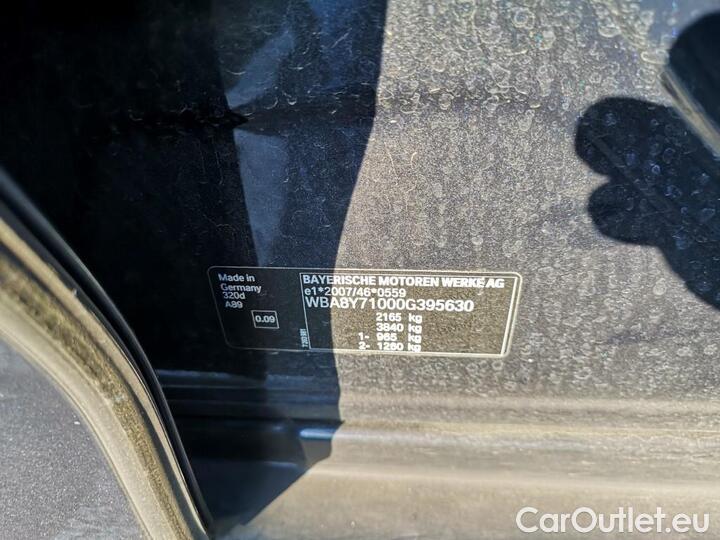 Made in
Germany
320d
A89
0.09
BAYERISCHE MOTOREN WERKE AG
e1*2007/46*0559
WBA8Y71000G395630
2165 kg
3840 kg
1- 965 kg
2- 1260 kg
CarOutlet.eu